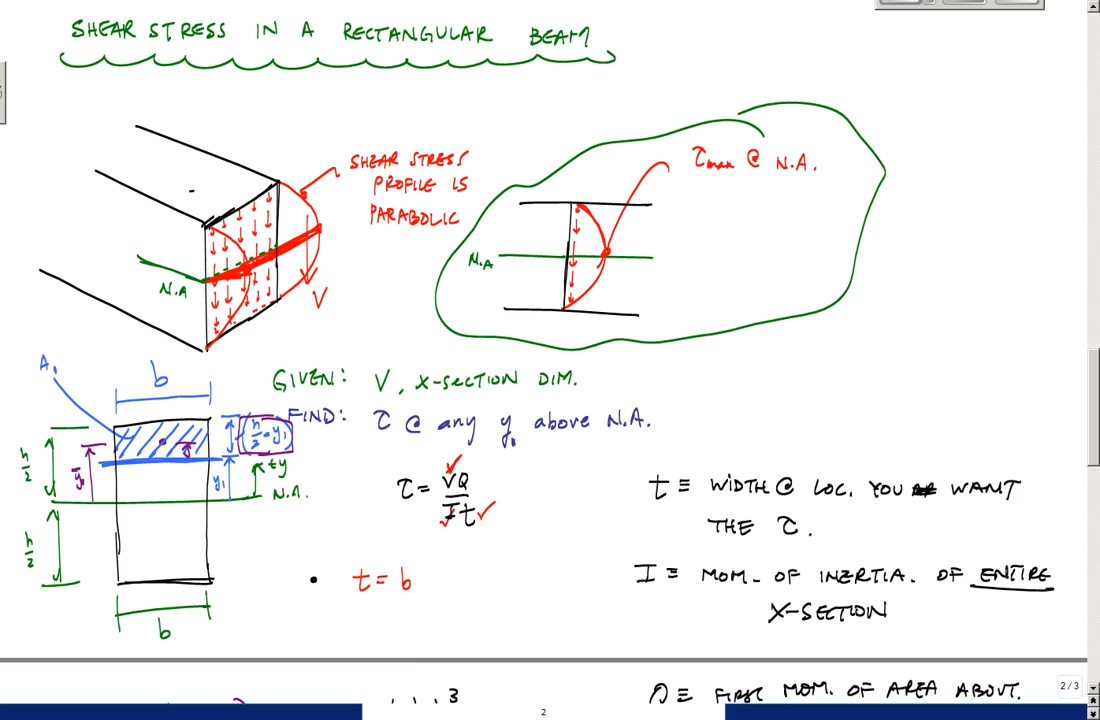 SHEAR STRESS IN A RECTANGULAR BEAM
SHEAR STRESS
PROFILE IS
PARABOLIC
τmax @ N.A.
N.A
N.A
V
A₁
b
GIVEN: V, X-SECTION DIM.
FIND: τ @ any y₁ above N.A.
h/2
(h/2 - y₁)
ȳ
y₁
+y
N.A.
τ = VQ / It
t ≡ WIDTH @ LOC. YOU WANT
THE τ.
h/2
t = b
I ≡ MOM. OF INERTIA. OF ENTIRE
X-SECTION
b
3
Q ≡ FIRST MOM. OF AREA ABOUT
2/3
2